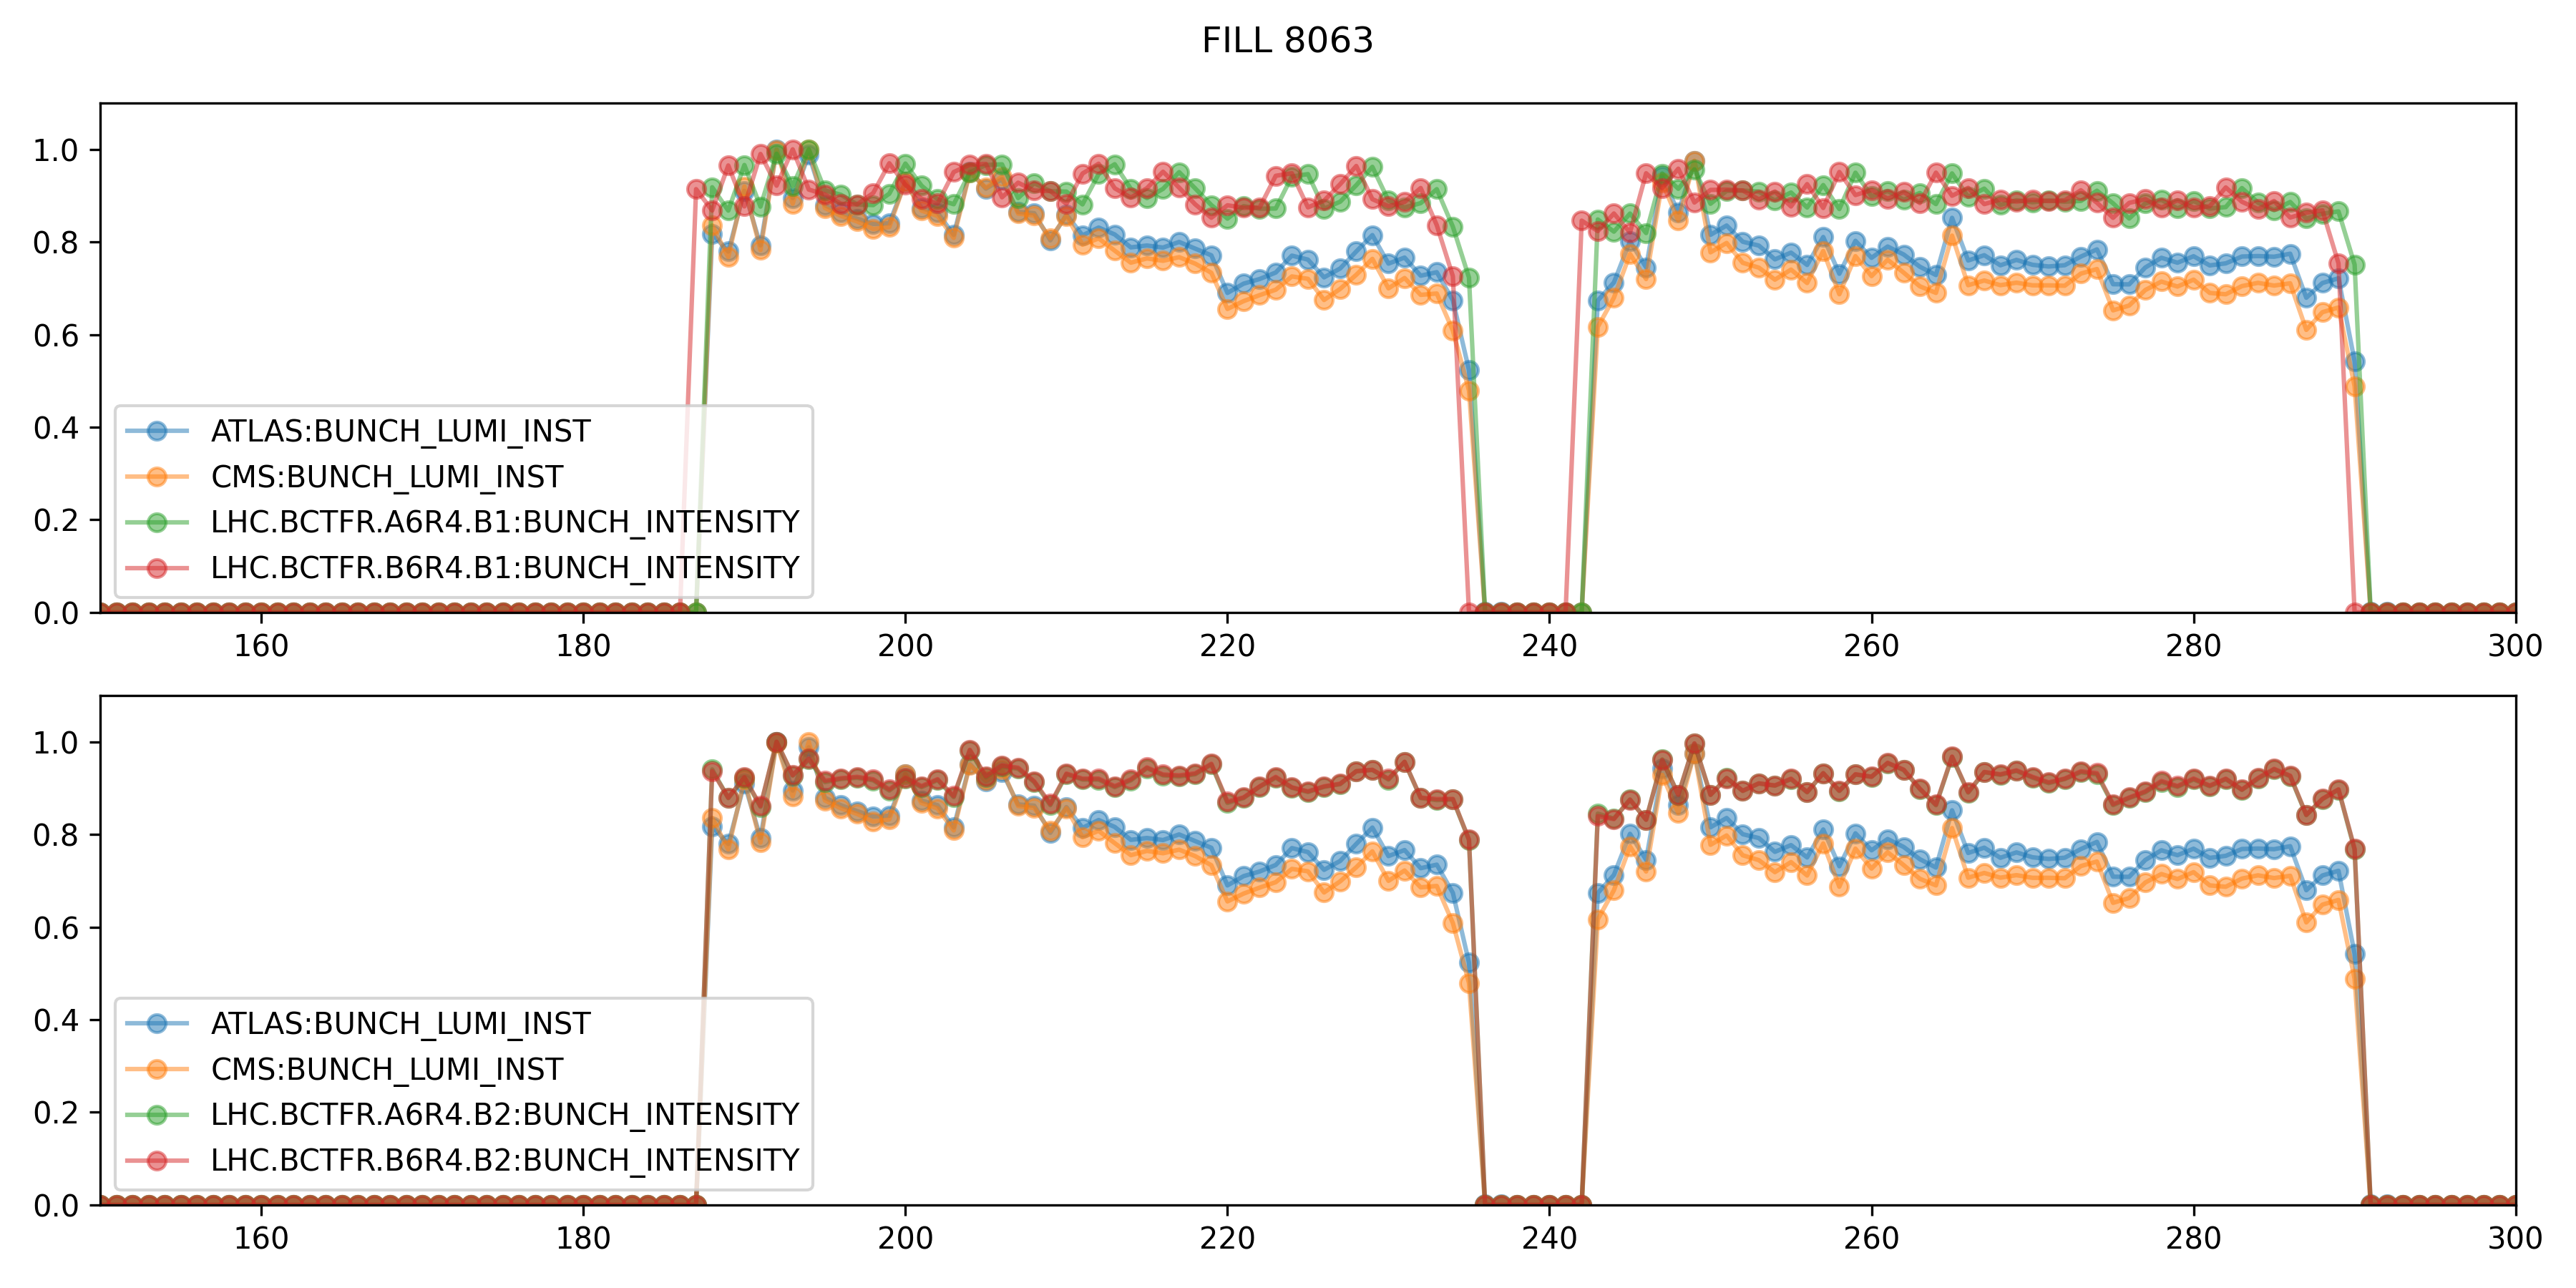 FILL 8063
1.0
0.8
0.6
0.4
0.2
0.0
ATLAS:BUNCH_LUMI_INST
CMS:BUNCH_LUMI_INST
LHC.BCTFR.A6R4.B1:BUNCH_INTENSITY
LHC.BCTFR.B6R4.B1:BUNCH_INTENSITY
160 180 200 220 240 260 280 300
1.0
0.8
0.6
0.4
0.2
0.0
ATLAS:BUNCH_LUMI_INST
CMS:BUNCH_LUMI_INST
LHC.BCTFR.A6R4.B2:BUNCH_INTENSITY
LHC.BCTFR.B6R4.B2:BUNCH_INTENSITY
160 180 200 220 240 260 280 300